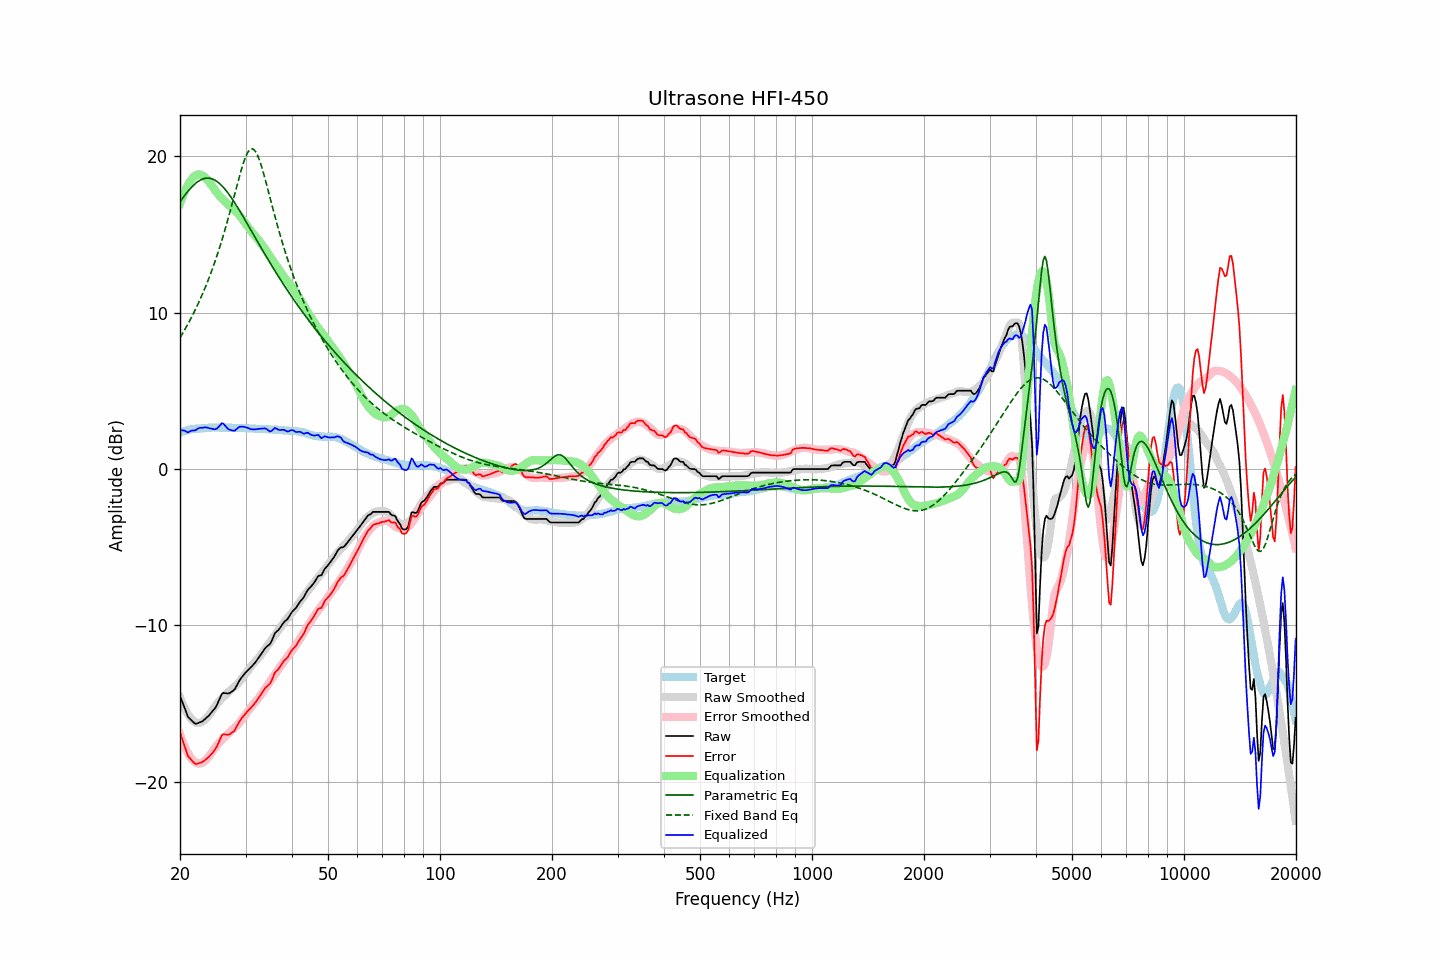 Ultrasone HFI-450
Amplitude (dBr)
20
10
0
−10
−20
Target
Raw Smoothed
Error Smoothed
Raw
Error
Equalization
Parametric Eq
Fixed Band Eq
Equalized
20 50 100 200 500 1000 2000 5000 10000 20000
Frequency (Hz)